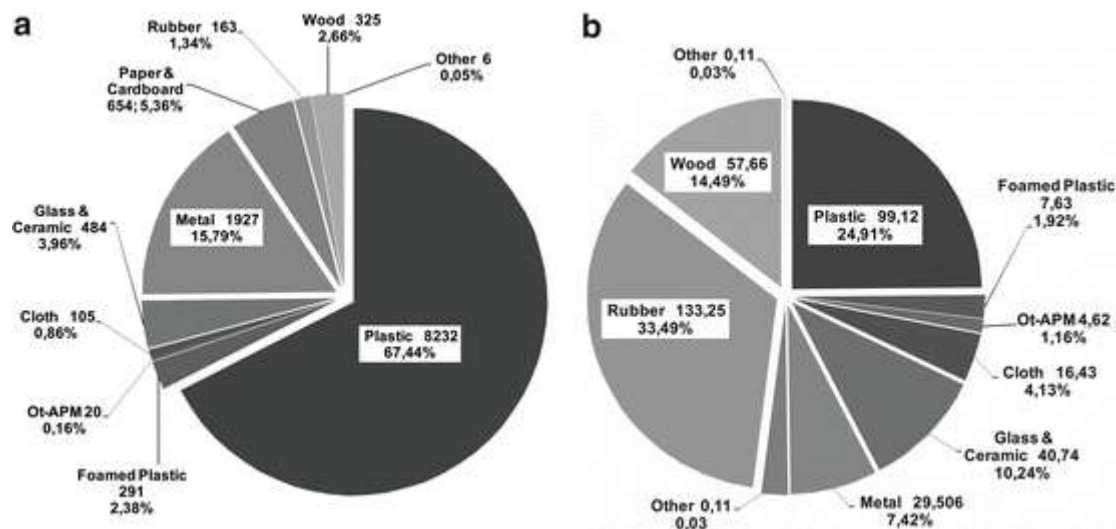 a
Rubber 163
1,34%
Wood 325
2,66%
Other 6
0,05%
Paper &
Cardboard
654; 5,36%
Glass &
Ceramic 484
3,96%
Metal 1927
15,79%
Cloth 105
0,86%
Plastic 8232
67,44%
Ot-APM 20
0,16%
Foamed Plastic
291
2,38%
b
Other 0,11
0,03%
Wood 57,66
14,49%
Plastic 99,12
24,91%
Foamed Plastic
7,63
1,92%
Rubber 133,25
33,49%
Ot-APM 4,62
1,16%
Cloth 16,43
4,13%
Glass &
Ceramic 40,74
10,24%
Other 0,11
0,03
Metal 29,506
7,42%